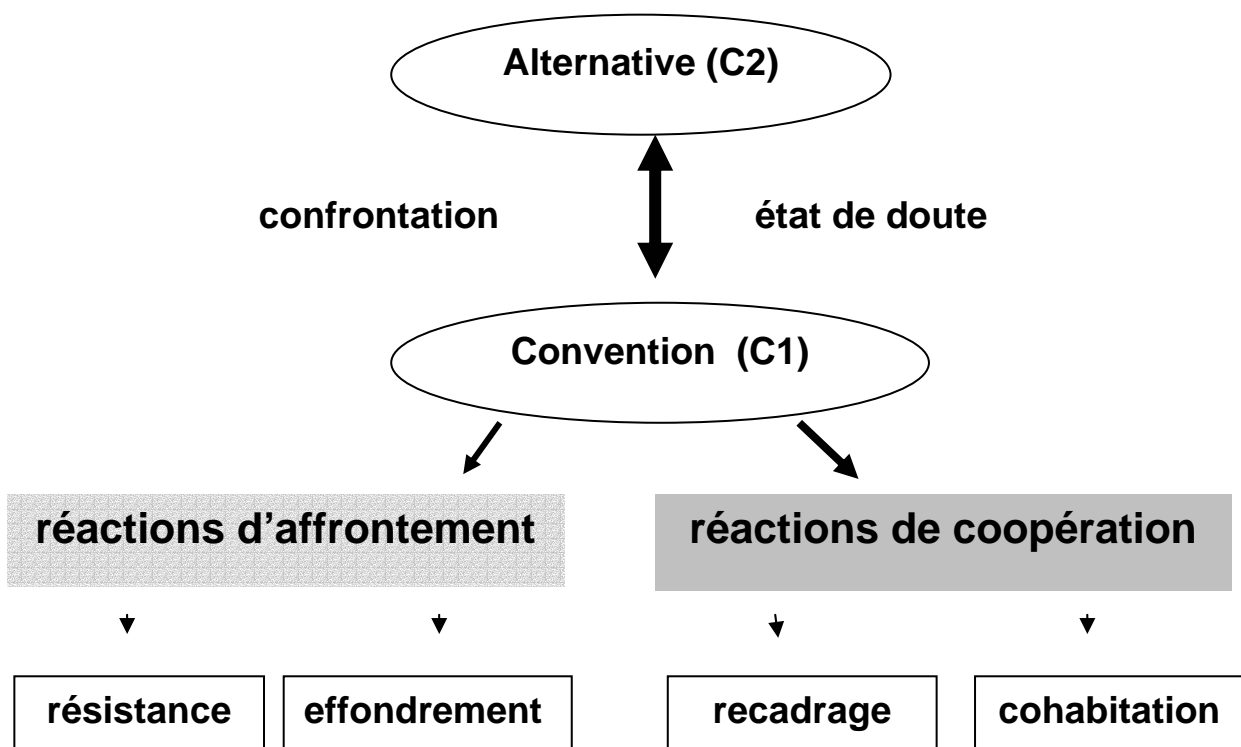 Alternative (C2)
confrontation
état de doute
Convention (C1)
réactions d’affrontement
réactions de coopération
résistance
effondrement
recadrage
cohabitation